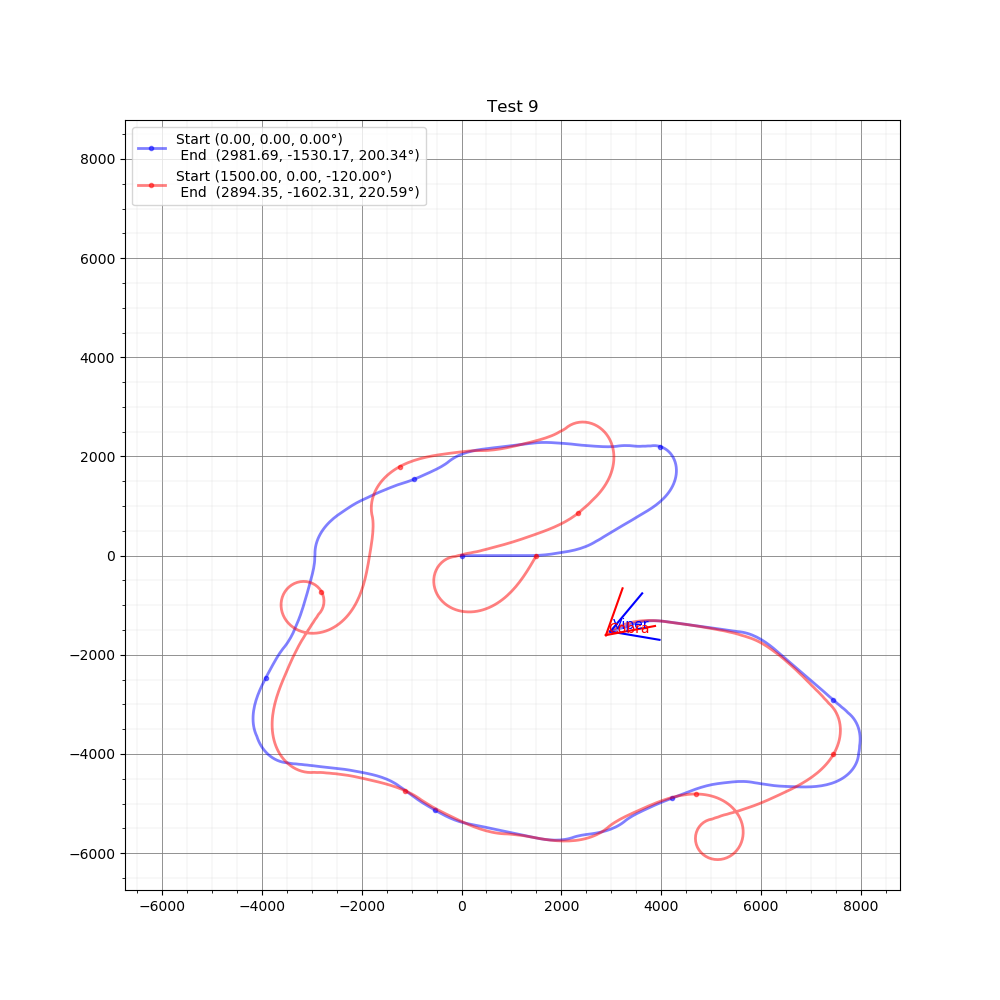 Test 9
Start (0.00, 0.00, 0.00°)
End (2981.69, -1530.17, 200.34°)
Start (1500.00, 0.00, -120.00°)
End (2894.35, -1602.31, 220.59°)
8000
6000
4000
2000
0
−2000
−4000
−6000
Viper
−6000 −4000 −2000 0 2000 4000 6000 8000